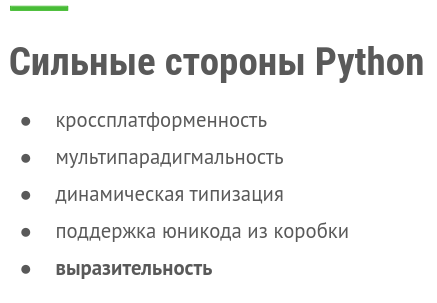 Сильные стороны Python
● кроссплатформенность
● мультипарадигмальность
● динамическая типизация
● поддержка юникода из коробки
● выразительность